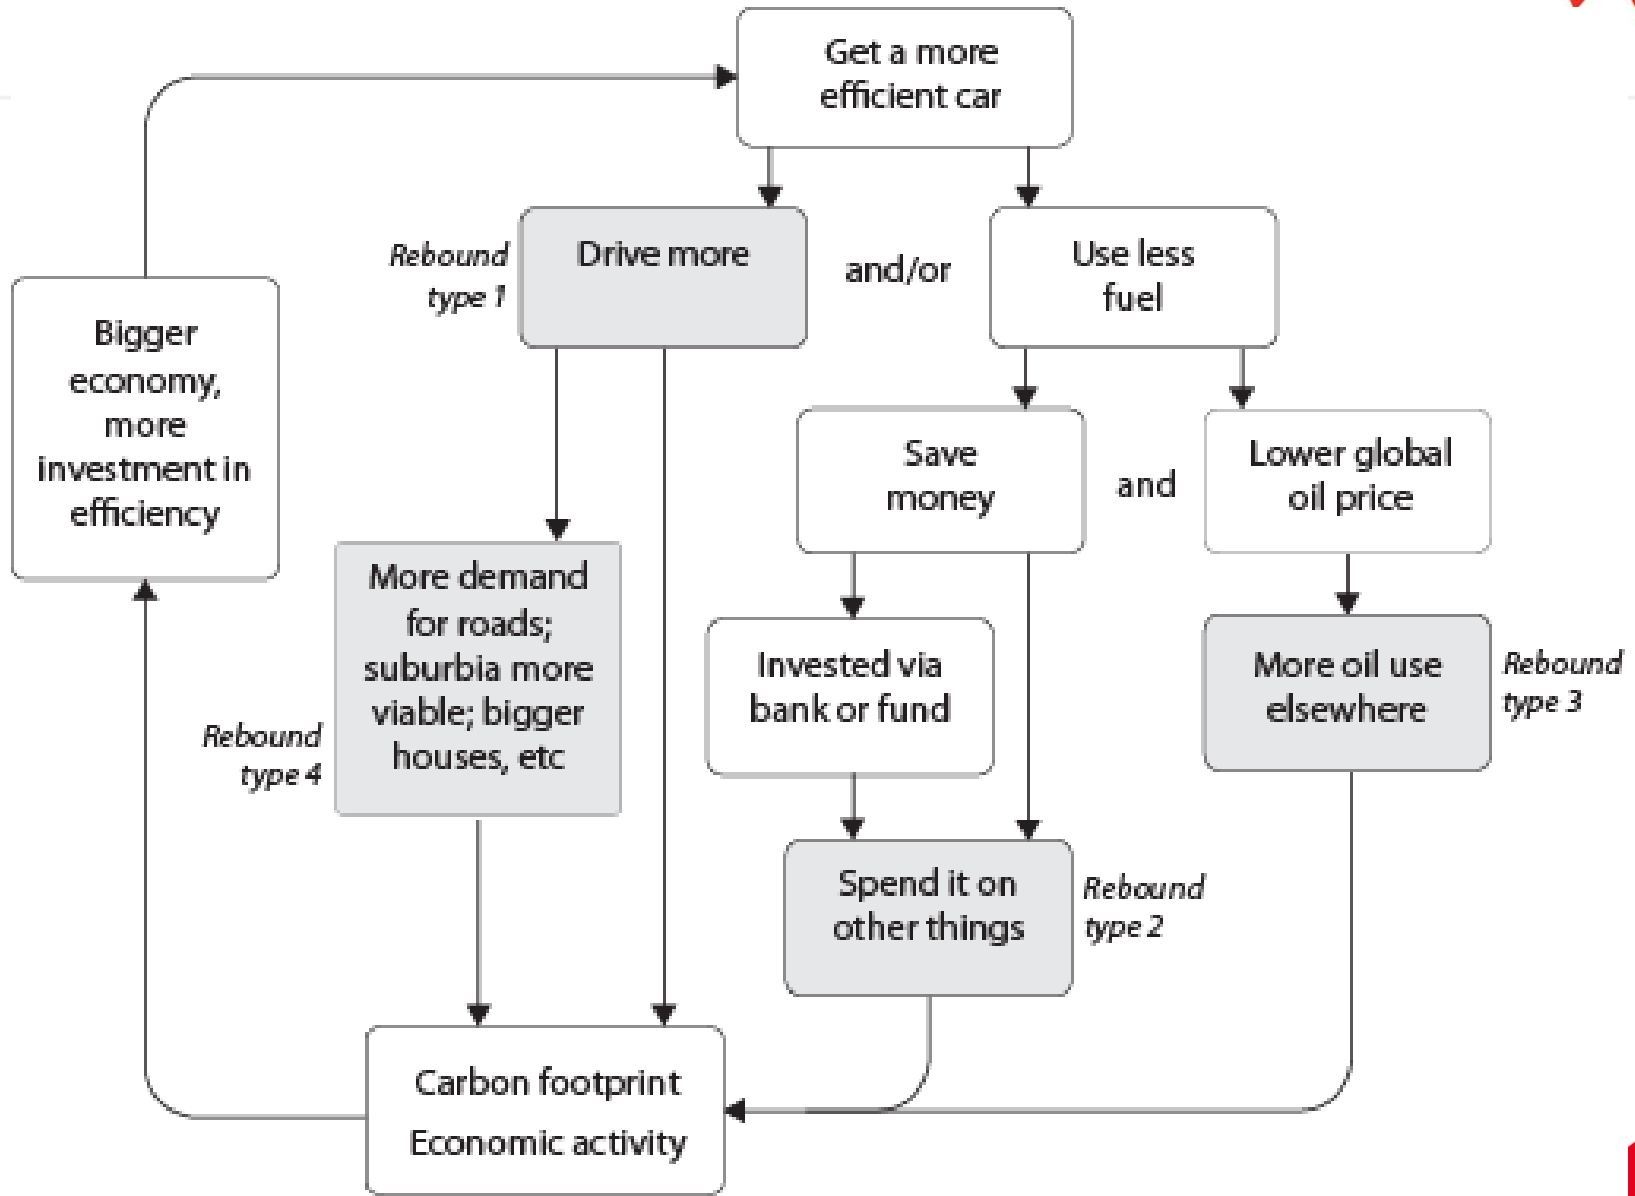 Get a more
efficient car
Rebound
type 1
Drive more
and/or
Use less
fuel
Bigger
economy,
more
investment in
efficiency
Save
money
and
Lower global
oil price
More demand
for roads;
suburbia more
viable; bigger
houses, etc
Rebound
type 4
Invested via
bank or fund
More oil use
elsewhere
Rebound
type 3
Spend it on
other things
Rebound
type 2
Carbon footprint
Economic activity